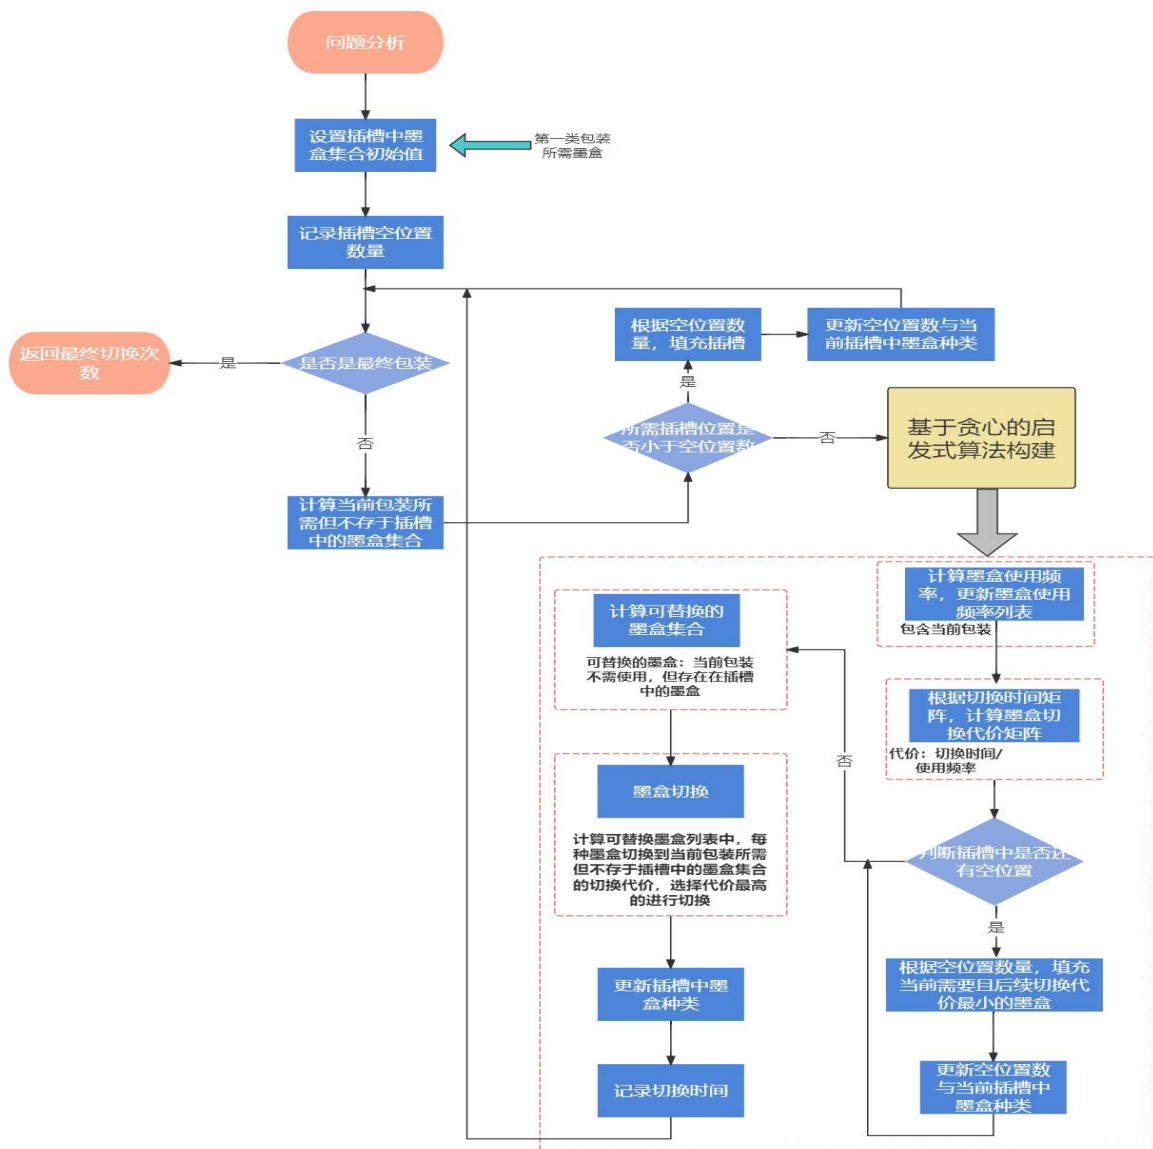 问题分析
设置插槽中墨
盒集合初始值
第一类包装
所需墨盒
记录插槽空位置
数量
是否是最终包装
是
返回最终切换次
数
否
计算当前包装所
需但不存于插槽
中的墨盒集合
所需插槽位置是
否小于空位置数
是
根据空位置数
量，填充插槽
更新空位置数与当
前插槽中墨盒种类
否
基于贪心的启
发式算法构建
计算墨盒使用频
率，更新墨盒使用
频率列表
包含当前包装
根据切换时间矩
阵，计算墨盒切
换代价矩阵
代价：切换时间/
使用频率
判断插槽中是否还
有空位置
是
根据空位置数量，填充
当前需要且后续切换代
价最小的墨盒
更新空位置数
与当前插槽中
墨盒种类
否
计算可替换的
墨盒集合
可替换的墨盒：当前包装
不需使用，但存在在插槽
中的墨盒
墨盒切换
计算可替换墨盒列表中，每
种墨盒切换到当前包装所需
但不存于插槽中的墨盒集合
的切换代价，选择代价最高
的进行切换
更新插槽中墨
盒种类
记录切换时间